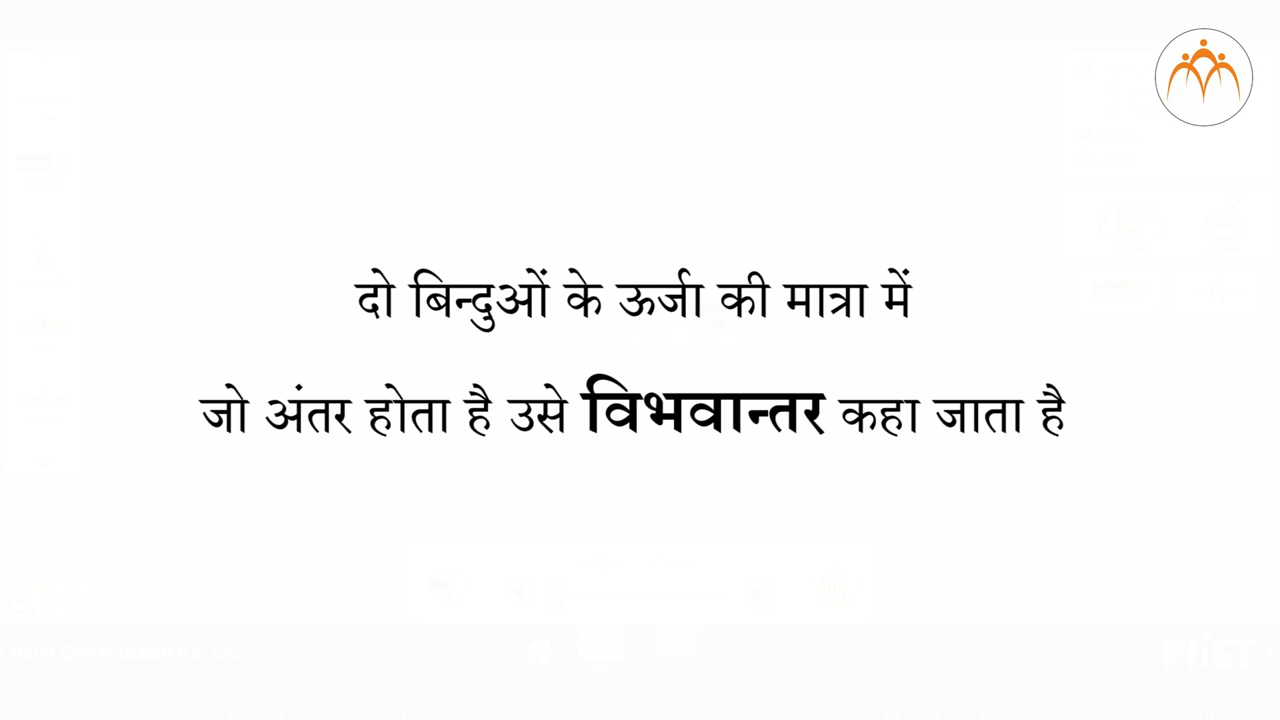 दो बिन्दुओं के ऊर्जा की मात्रा में
जो अंतर होता है उसे विभवान्तर कहा जाता है